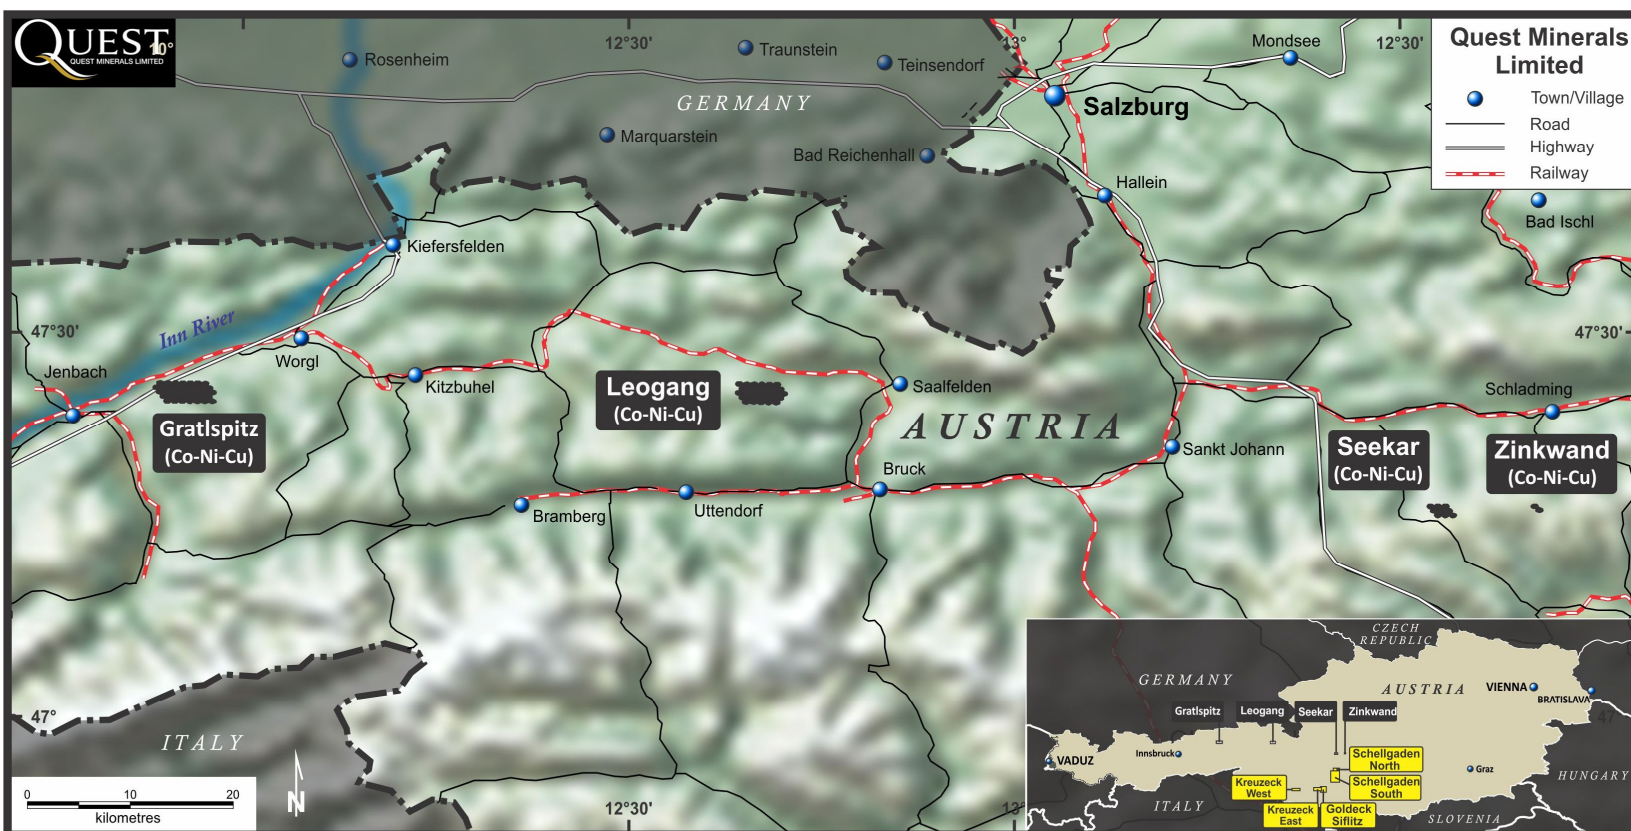 QUEST
QUEST MINERALS LIMITED
10°
12°30'
13°
12°30'
Quest Minerals
Limited
Town/Village
Road
Highway
Railway
Rosenheim
Traunstein
Teinsendorf
Mondsee
GERMANY
Salzburg
Marquarstein
Bad Reichenhall
Hallein
Bad Ischl
Kiefersfelden
Inn River
47°30'
47°30'
Worgl
Jenbach
Kitzbuhel
Leogang
(Co-Ni-Cu)
Saalfelden
Schladming
Gratlspitz
(Co-Ni-Cu)
AUSTRIA
Sankt Johann
Seekar
(Co-Ni-Cu)
Zinkwand
(Co-Ni-Cu)
Bruck
Bramberg
Uttendorf
47°
ITALY
N
0 10 20
kilometres
12°30'
13
CZECH
REPUBLIC
GERMANY
AUSTRIA
VIENNA
BRATISLAVA
47
Gratlspitz
Leogang
Seekar
Zinkwand
Innsbruck
VADUZ
Schellgaden
North
Graz
HUNGARY
Schellgaden
South
Kreuzeck
West
ITALY
Kreuzeck
East
Goldeck
Siflitz
SLOVENIA